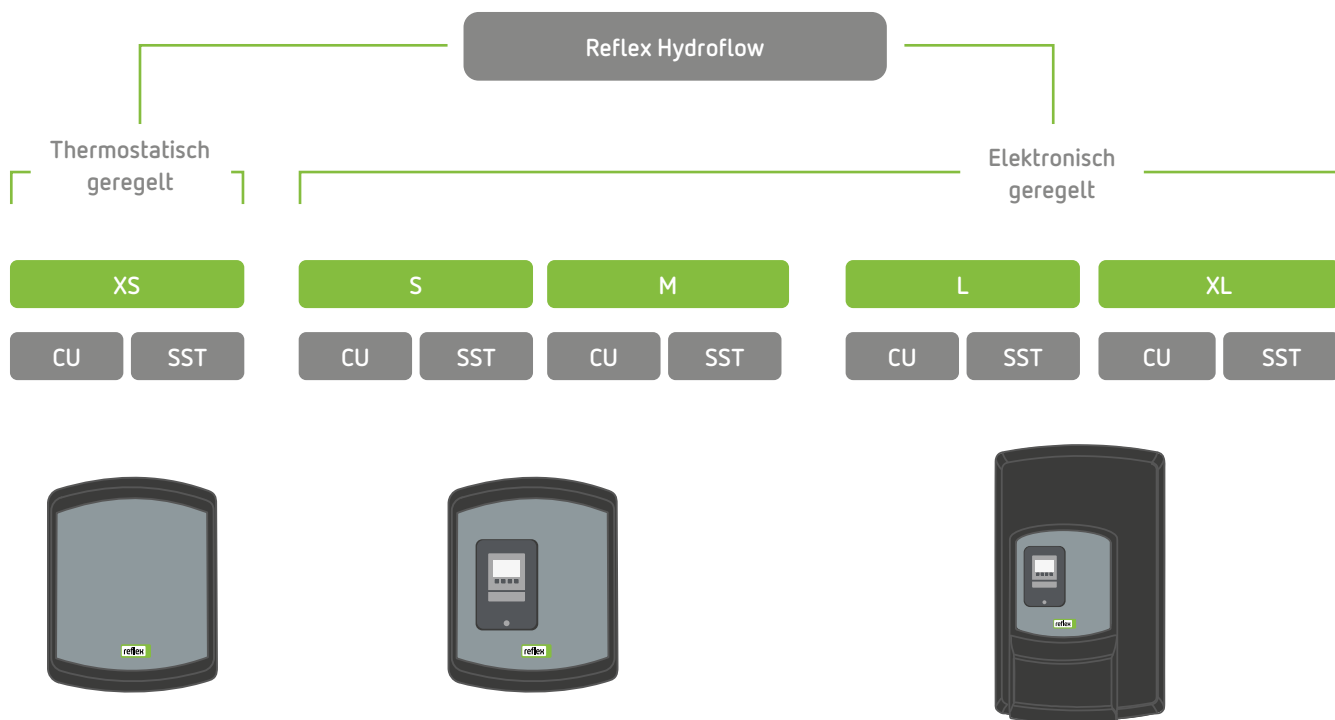 Reflex Hydroflow
Thermostatisch
geregelt
Elektronisch
geregelt
XS
S
M
L
XL
CU
SST
CU
SST
CU
SST
CU
SST
CU
SST
reflex
reflex
reflex